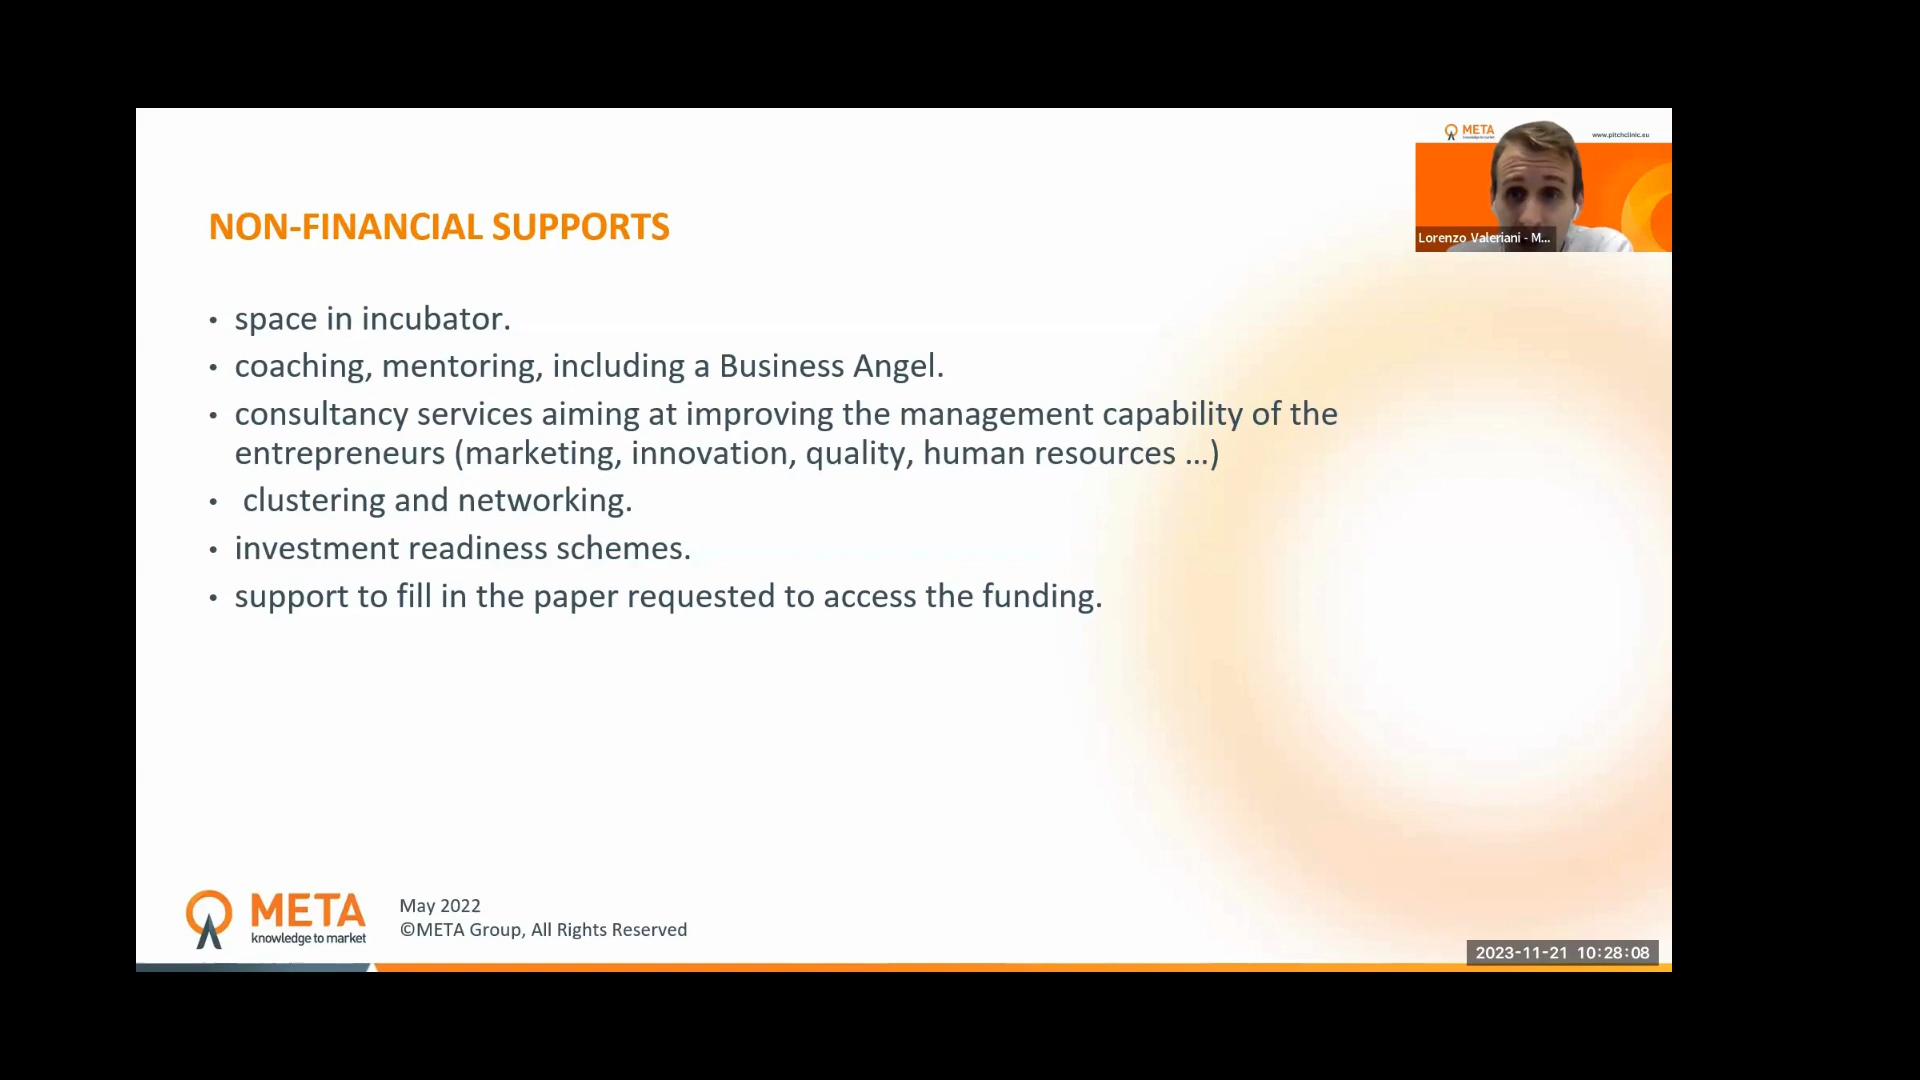 META
www.pitchclinic.eu
Lorenzo Valeriani - M...
NON-FINANCIAL SUPPORTS
• space in incubator.
• coaching, mentoring, including a Business Angel.
• consultancy services aiming at improving the management capability of the
entrepreneurs (marketing, innovation, quality, human resources ...)
• clustering and networking.
• investment readiness schemes.
• support to fill in the paper requested to access the funding.
META
knowledge to market
May 2022
©META Group, All Rights Reserved
2023-11-21 10:28:08